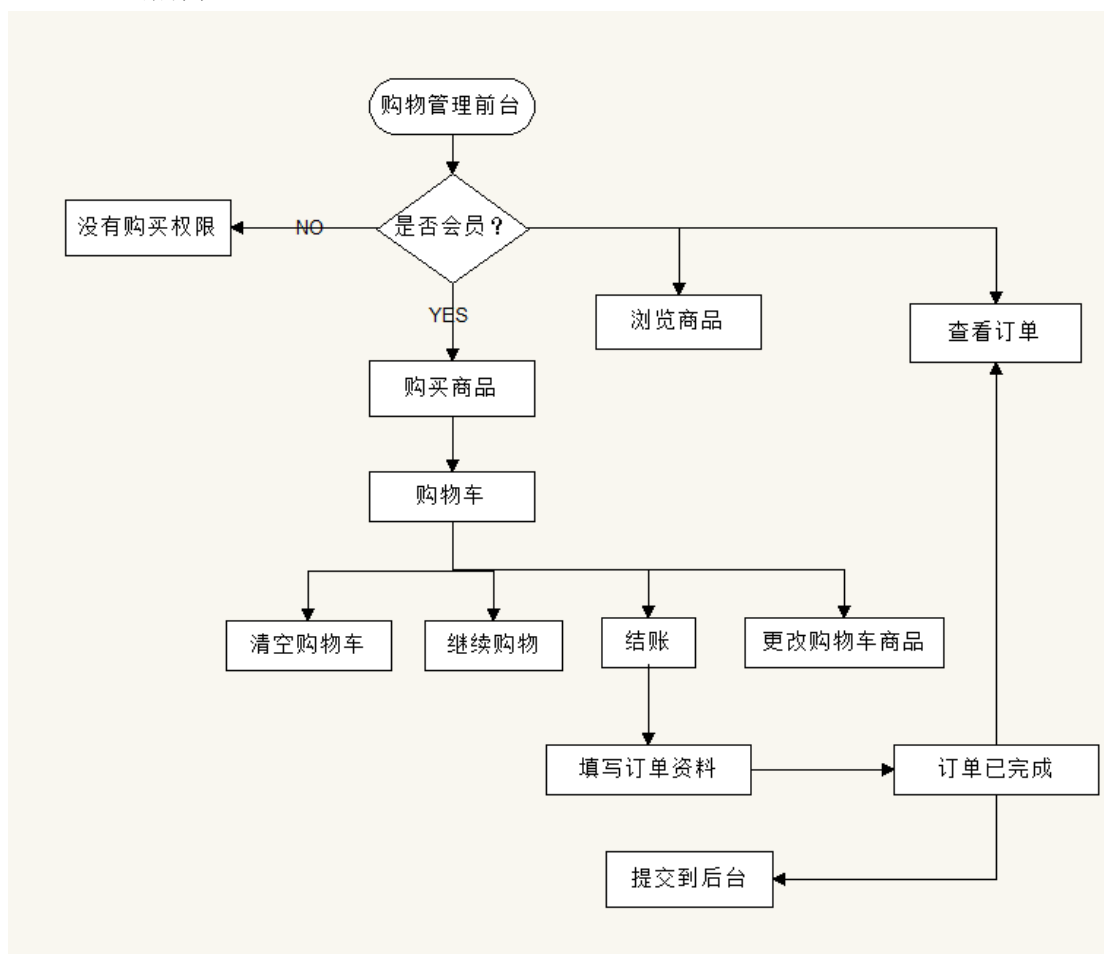 购物管理前台
没有购买权限
NO
是否会员？
YES
浏览商品
查看订单
购买商品
购物车
清空购物车
继续购物
结账
更改购物车商品
填写订单资料
订单已完成
提交到后台